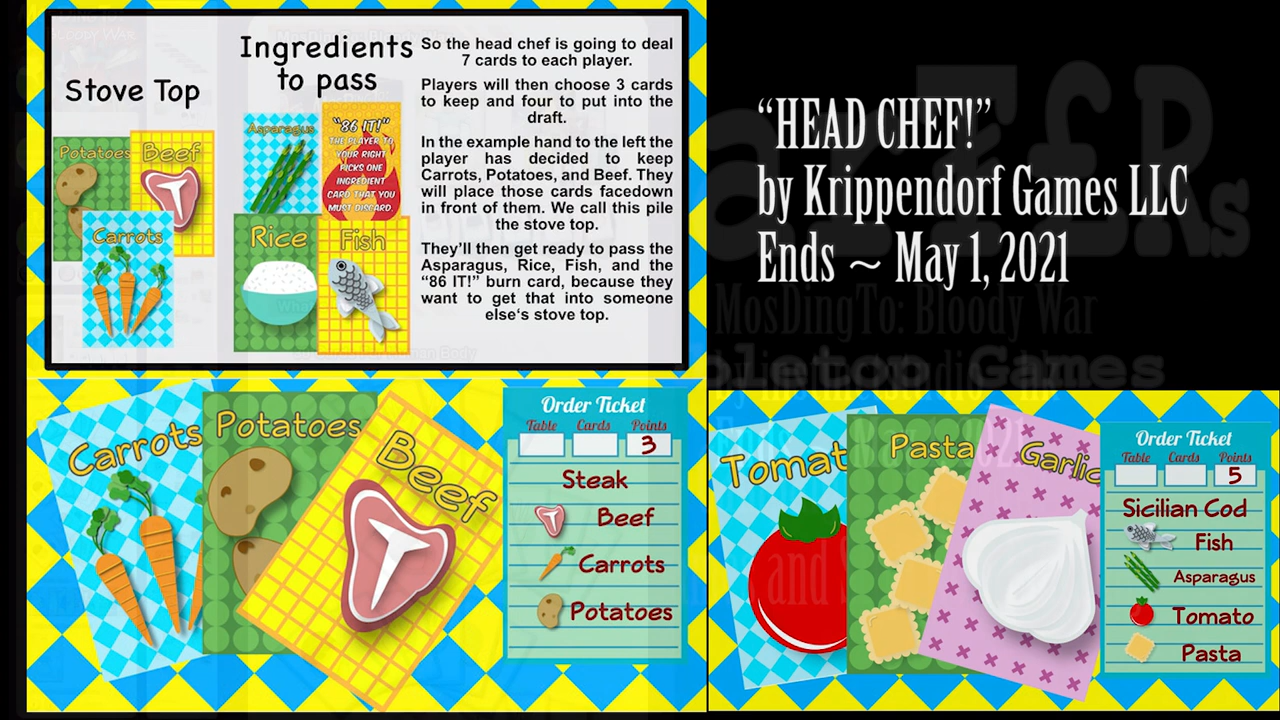 Stove Top
Potatoes
Beef
Carrots
Ingredients
to pass
Asparagus
"86 IT!"
THE PLAYER TO
YOUR RIGHT
PICKS ONE
INGREDIENT
CARD THAT YOU
MUST DISCARD
Rice
Fish
So the head chef is going to deal
7 cards to each player.
Players will then choose 3 cards
to keep and four to put into the
draft.
In the example hand to the left the
player has decided to keep
Carrots, Potatoes, and Beef. They
will place those cards facedown
in front of them. We call this pile
the stove top.
They'll then get ready to pass the
Asparagus, Rice, Fish, and the
“86 IT!” burn card, because they
want to get that into someone
else‘s stove top.
“HEAD CHEF!”
by Krippendorf Games LLC
Ends ~ May 1, 2021
MosDingTo: Bloody War
Games
Carrots
Potatoes
Beef
Order Ticket
Table Cards Points
3
Steak
Beef
Carrots
Potatoes
Tomat
Pasta
Garlic
Order Ticket
Table Cards Points
5
Sicilian Cod
Fish
Asparagus
Tomato
Pasta